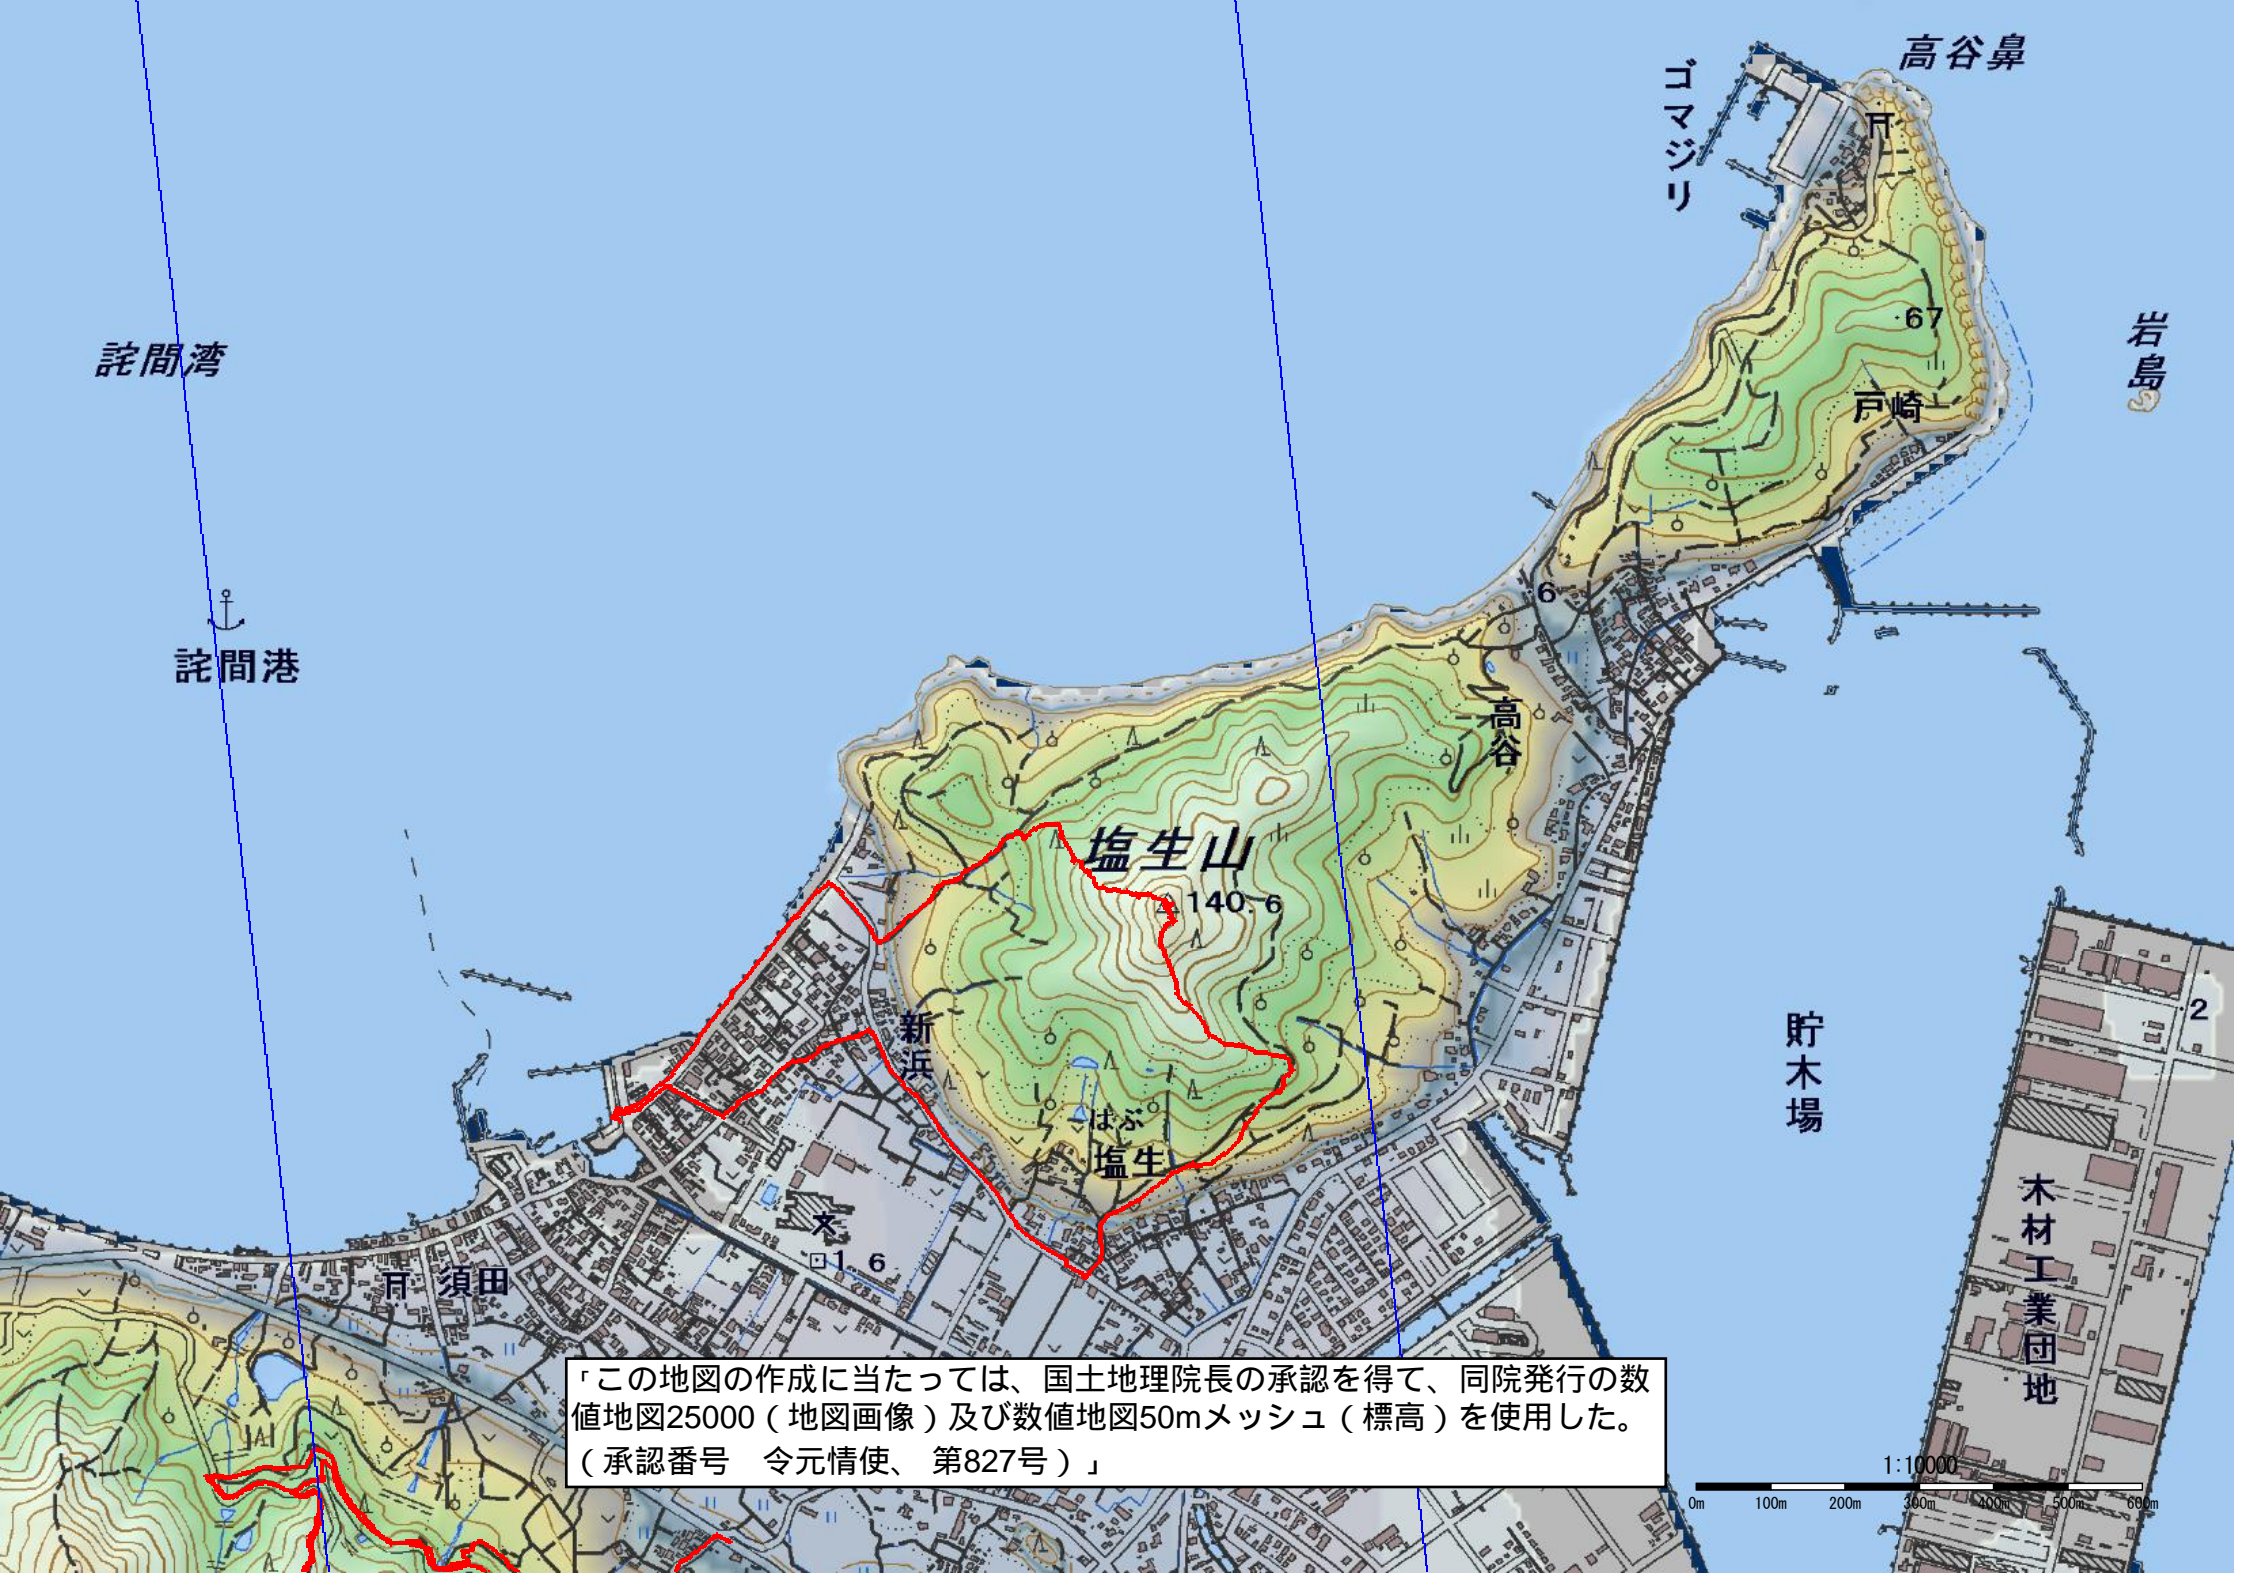 高谷鼻
ゴマジリ
67
岩島
戸崎
詫間湾
6
詫間港
高谷
塩生山
140.6
新浜
2
貯木場
はぶ
塩生
木材工業団地
文
1.6
須田
「この地図の作成に当たっては、国土地理院長の承認を得て、同院発行の数
値地図25000（地図画像）及び数値地図50mメッシュ（標高）を使用した。
（承認番号　令元情使、 第827号）」
1:10000
0m 100m 200m 300m 400m 500m 600m